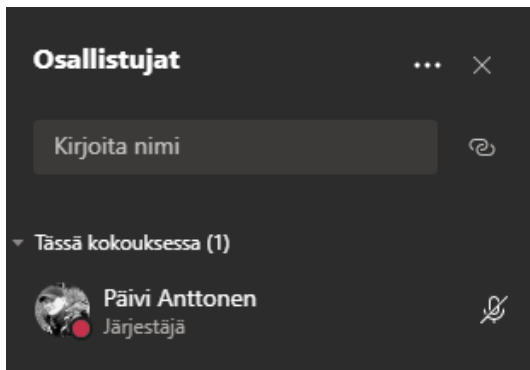 Osallistujat
Kirjoita nimi
Tässä kokouksessa (1)
Päivi Anttonen
Järjestäjä